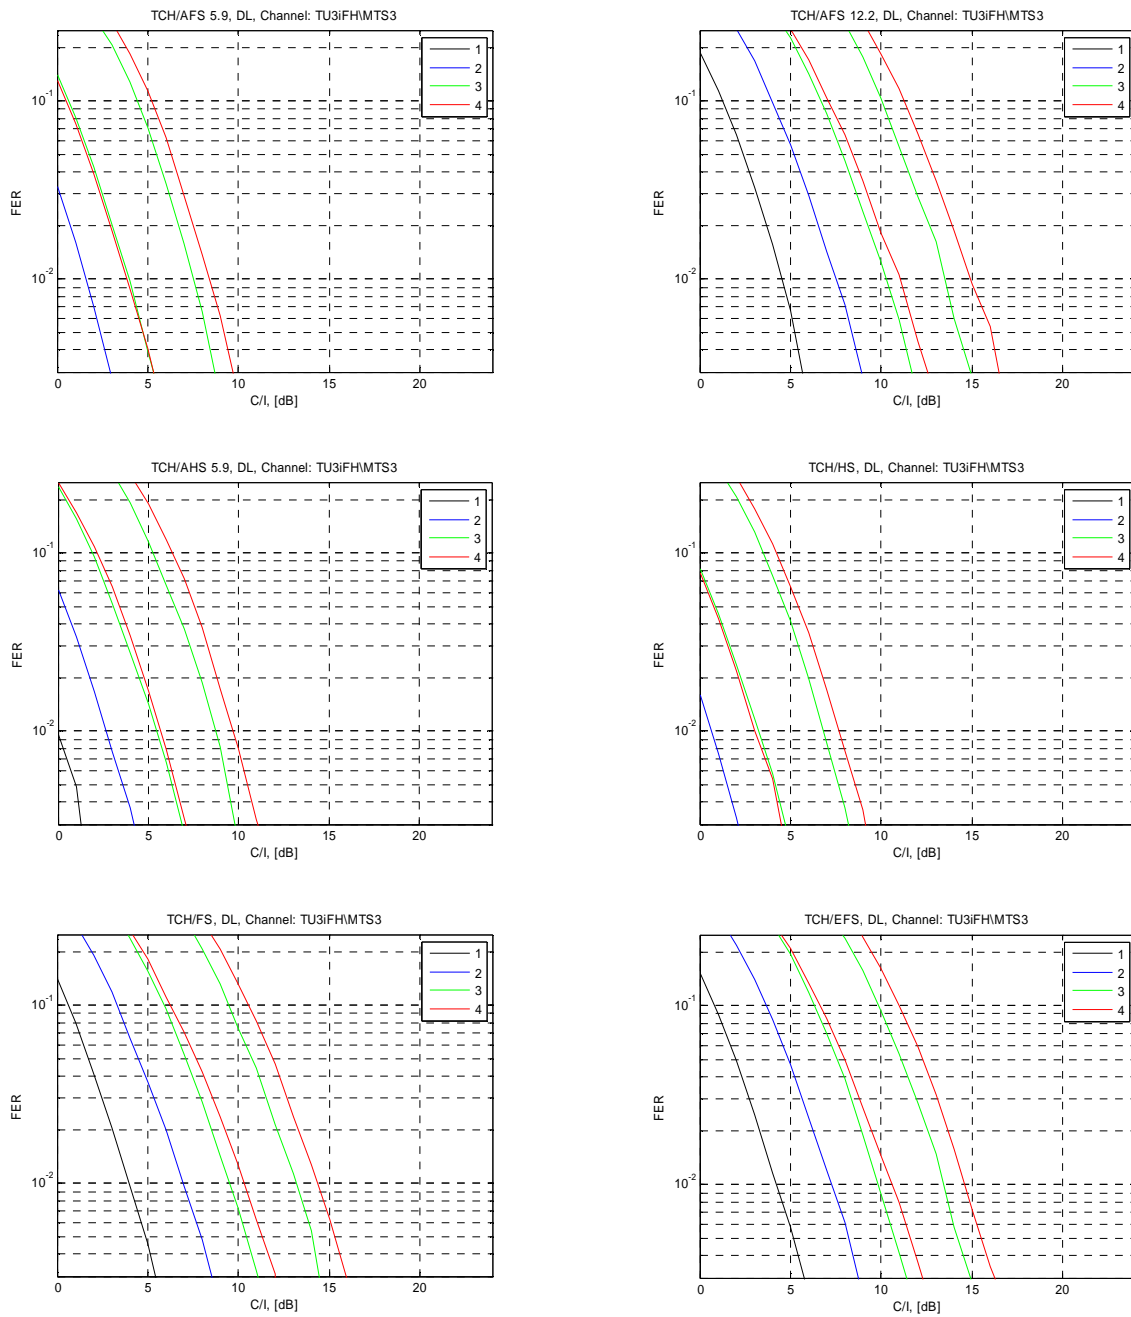 TCH/AFS 5.9, DL, Channel: TU3iFH\MTS3
1
2
3
4
FER
10-1
10-2
0 5 10 15 20
C/I, [dB]
TCH/AFS 12.2, DL, Channel: TU3iFH\MTS3
1
2
3
4
FER
10-1
10-2
0 5 10 15 20
C/I, [dB]
TCH/AHS 5.9, DL, Channel: TU3iFH\MTS3
1
2
3
4
FER
10-1
10-2
0 5 10 15 20
C/I, [dB]
TCH/HS, DL, Channel: TU3iFH\MTS3
1
2
3
4
FER
10-1
10-2
0 5 10 15 20
C/I, [dB]
TCH/FS, DL, Channel: TU3iFH\MTS3
1
2
3
4
FER
10-1
10-2
0 5 10 15 20
C/I, [dB]
TCH/EFS, DL, Channel: TU3iFH\MTS3
1
2
3
4
FER
10-1
10-2
0 5 10 15 20
C/I, [dB]